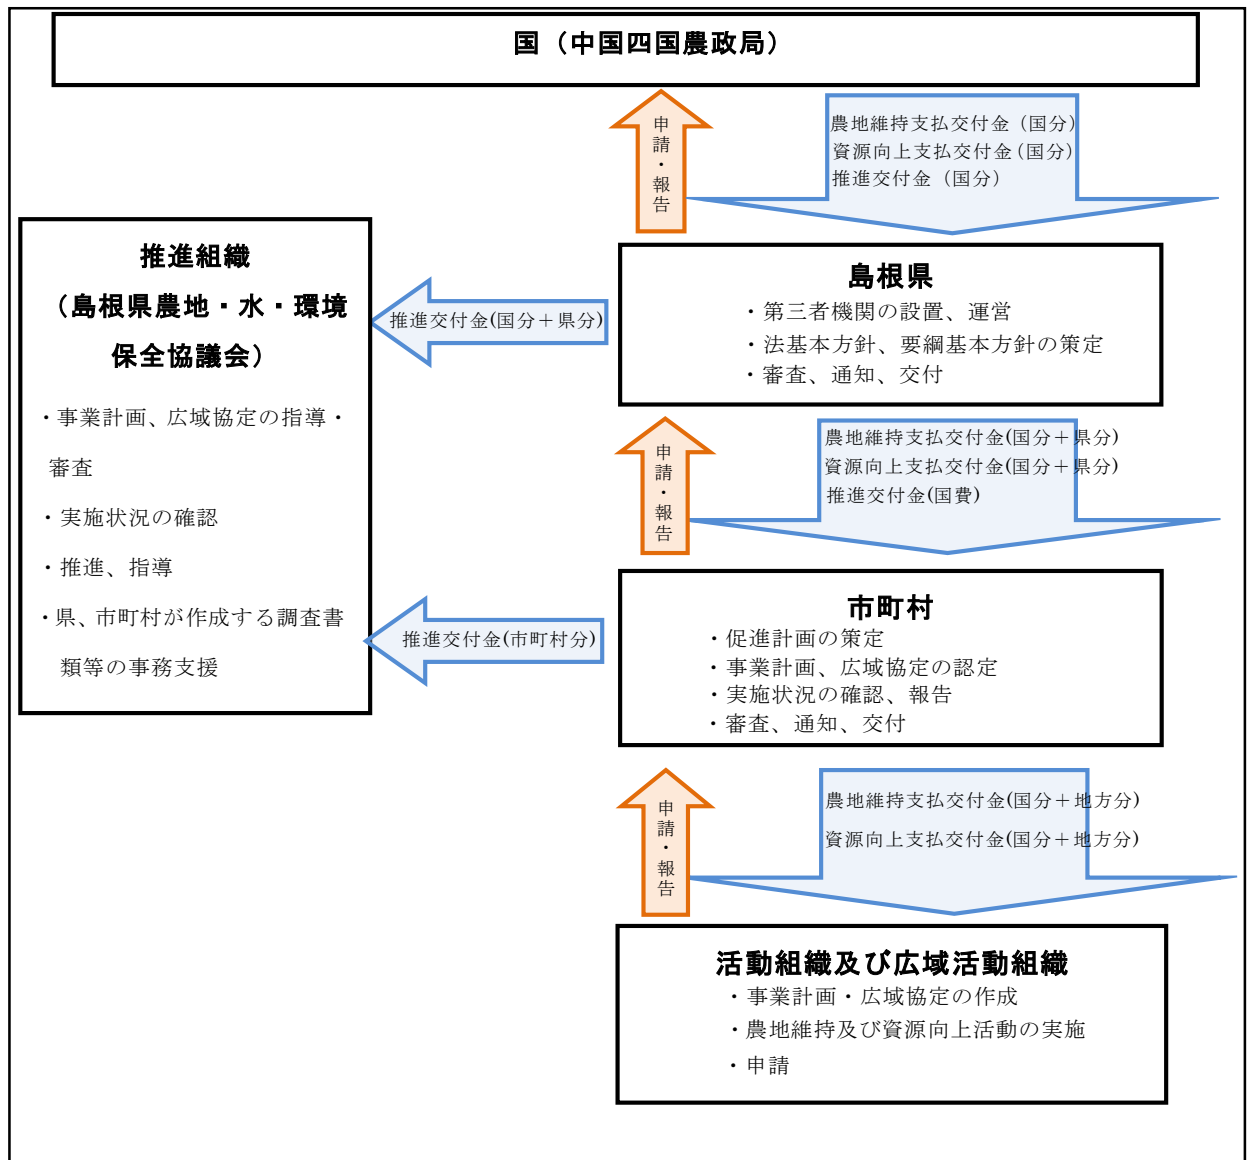 国（中国四国農政局）
申請・報告
農地維持支払交付金（国分）
資源向上支払交付金（国分）
推進交付金（国分）
推進組織
（島根県農地・水・環境
保全協議会）
・事業計画、広域協定の指導・
審査
・実施状況の確認
・推進、指導
・県、市町村が作成する調査書
類等の事務支援
推進交付金(国分＋県分)
島根県
・第三者機関の設置、運営
・法基本方針、要綱基本方針の策定
・審査、通知、交付
申請・報告
農地維持支払交付金(国分＋県分)
資源向上支払交付金(国分＋県分)
推進交付金(国費)
推進交付金(市町村分)
市町村
・促進計画の策定
・事業計画、広域協定の認定
・実施状況の確認、報告
・審査、通知、交付
申請・報告
農地維持支払交付金(国分＋地方分)
資源向上支払交付金(国分＋地方分)
活動組織及び広域活動組織
・事業計画・広域協定の作成
・農地維持及び資源向上活動の実施
・申請